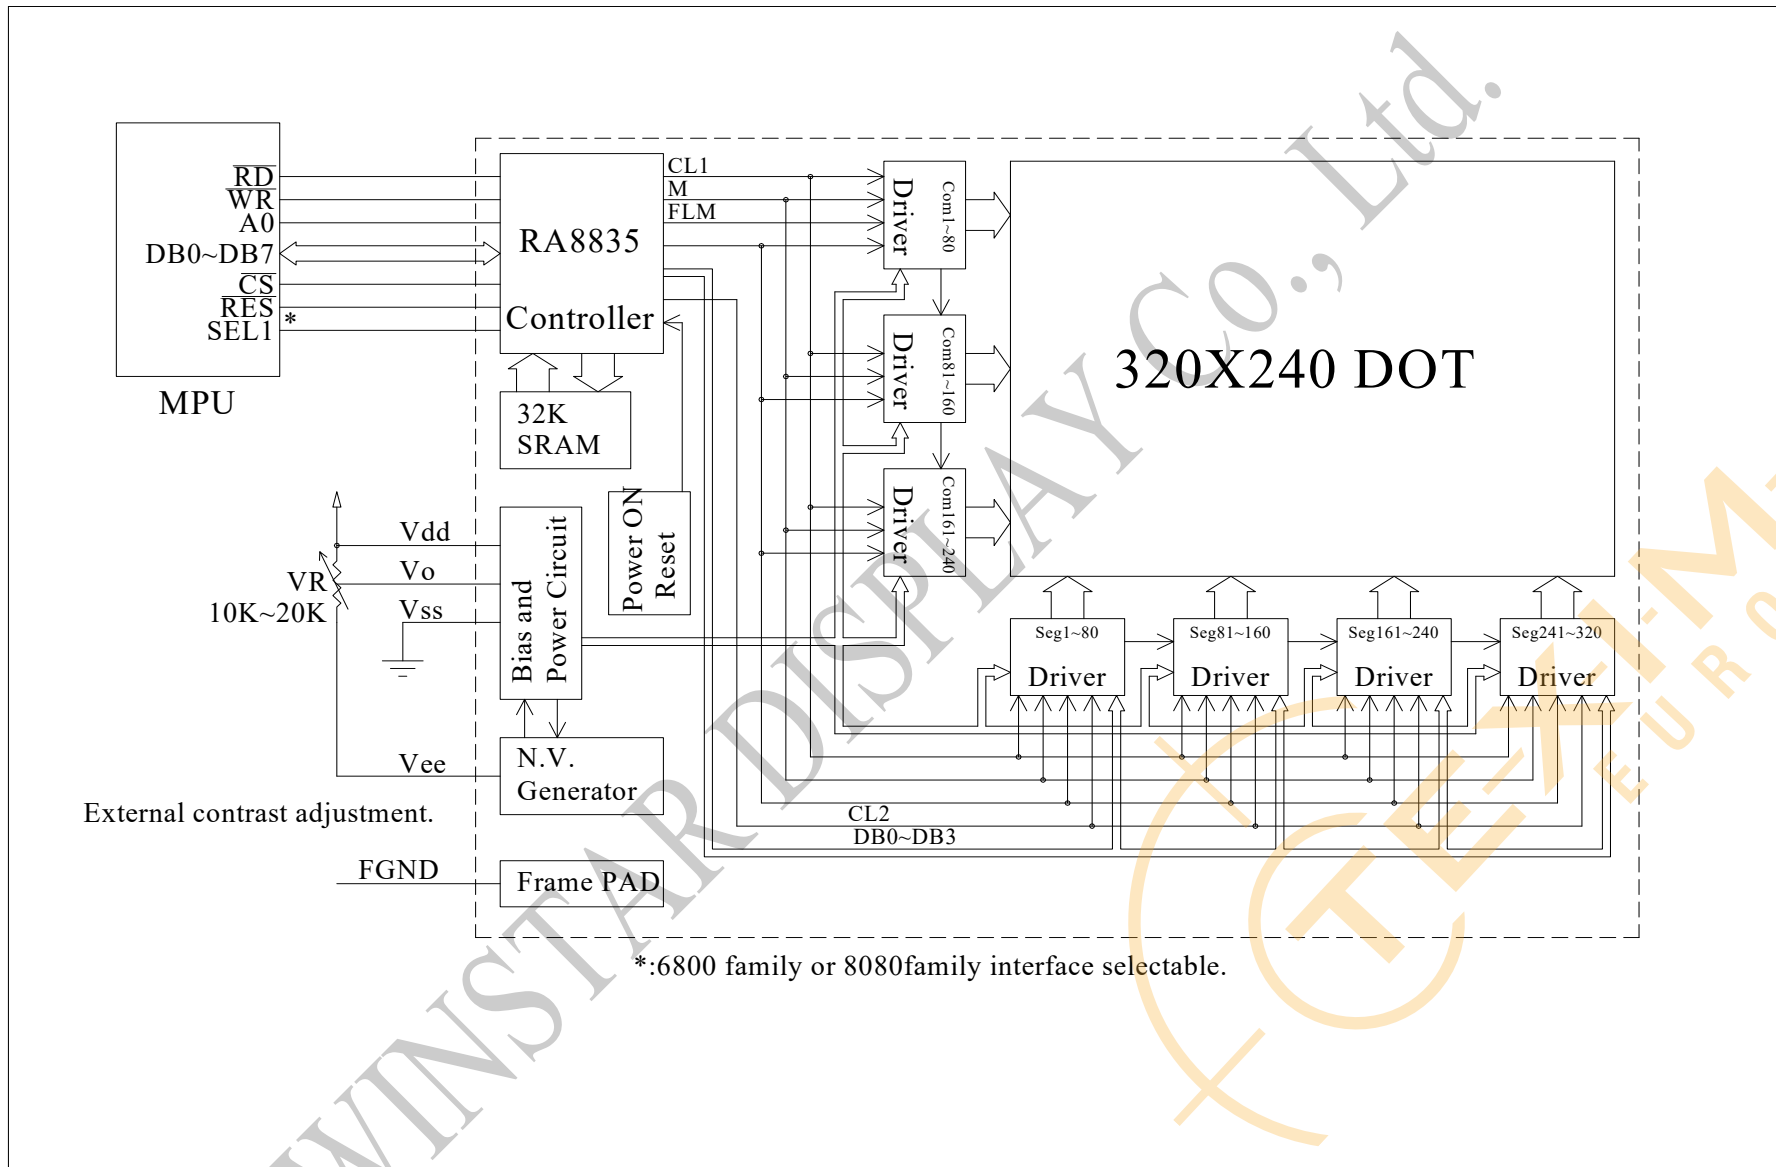 RD
WR
A0
DB0~DB7
CS
RES
SEL1 *
MPU
RA8835
Controller
CL1
M
FLM
32K
SRAM
Power ON
Reset
Driver
Com1~80
Driver
Com81~160
Driver
Com161~240
320X240 DOT
Vdd
Vo
Vss
VR
10K~20K
Bias and
Power Circuit
Seg1~80
Driver
Seg81~160
Driver
Seg161~240
Driver
Seg241~320
Driver
Vee
N.V.
Generator
External contrast adjustment.
CL2
DB0~DB3
FGND
Frame PAD
*:6800 family or 8080family interface selectable.
WINSTAR DISPLAY Co., Ltd.
TEXIM
EURO